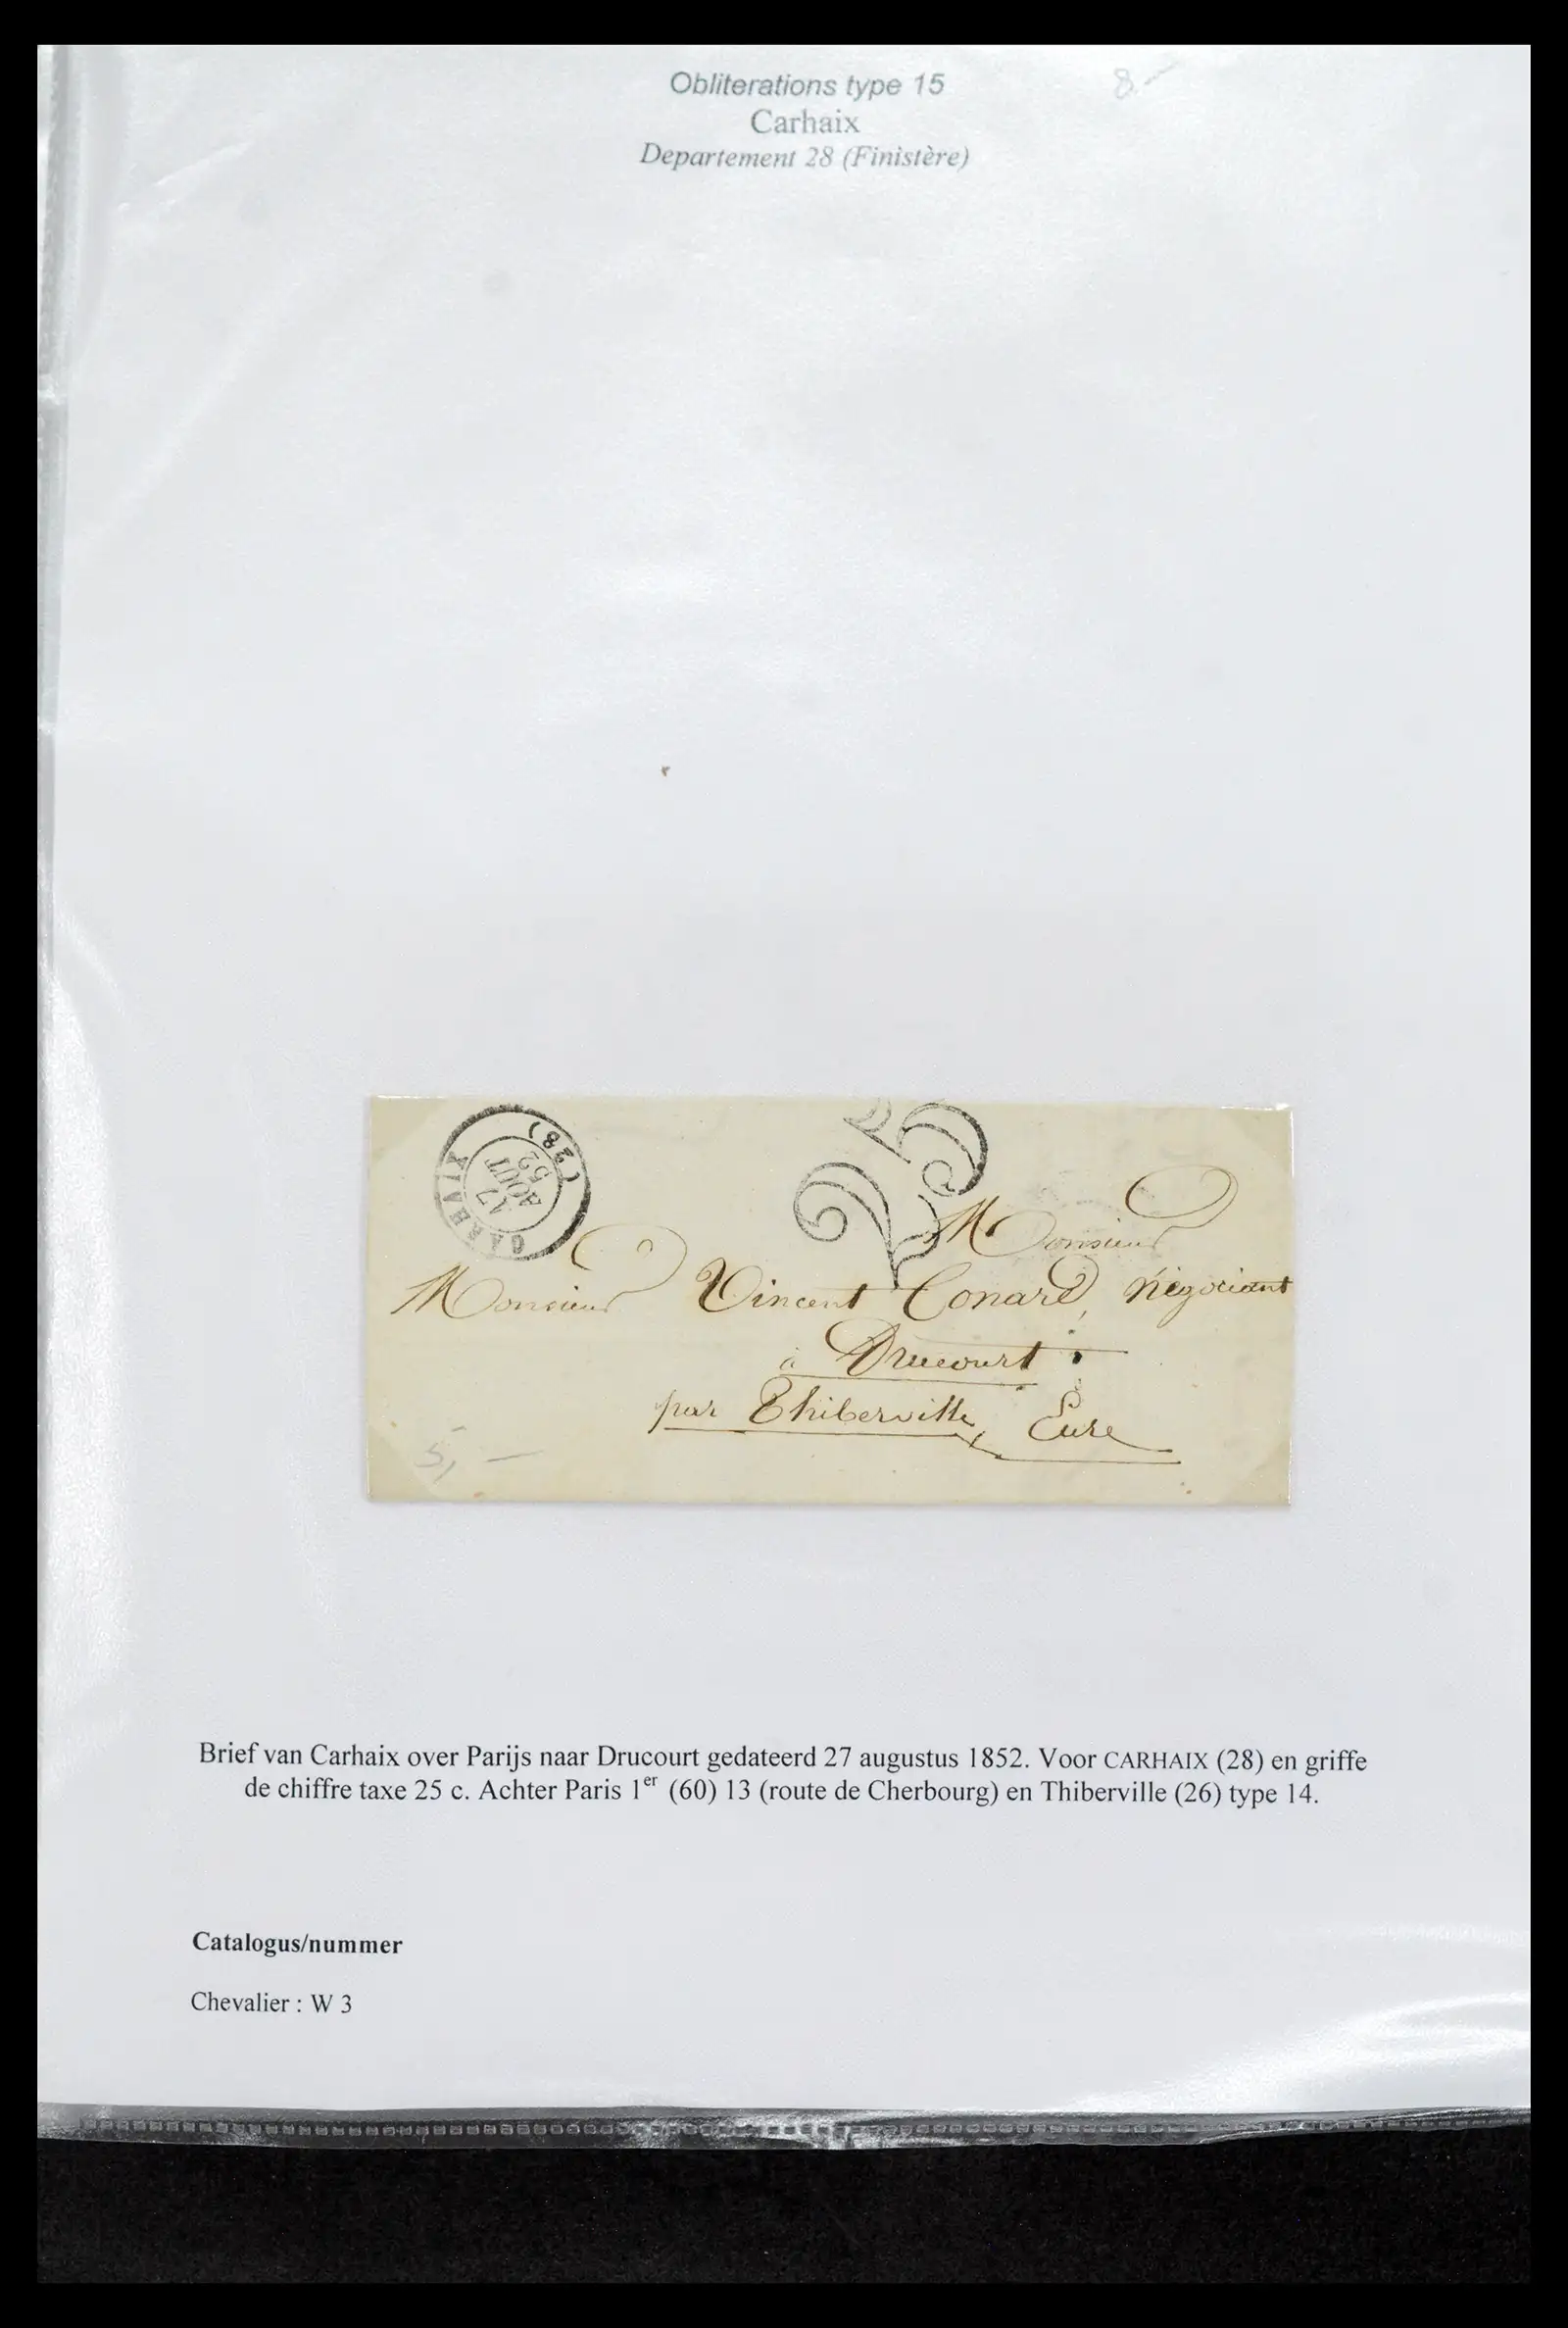 Obliterations type 15
8.-
Carhaix
Departement 28 (Finistère)
CARHAIX (28)
17
AOUT
52
25
Monsieur
Monsieur Vincent Conard, Négociant
à Drucourt
par Thiberville, Eure
5,-
Brief van Carhaix over Parijs naar Drucourt gedateerd 27 augustus 1852. Voor CARHAIX (28) en griffe
de chiffre taxe 25 c. Achter Paris 1er (60) 13 (route de Cherbourg) en Thiberville (26) type 14.
Catalogus/nummer
Chevalier : W 3